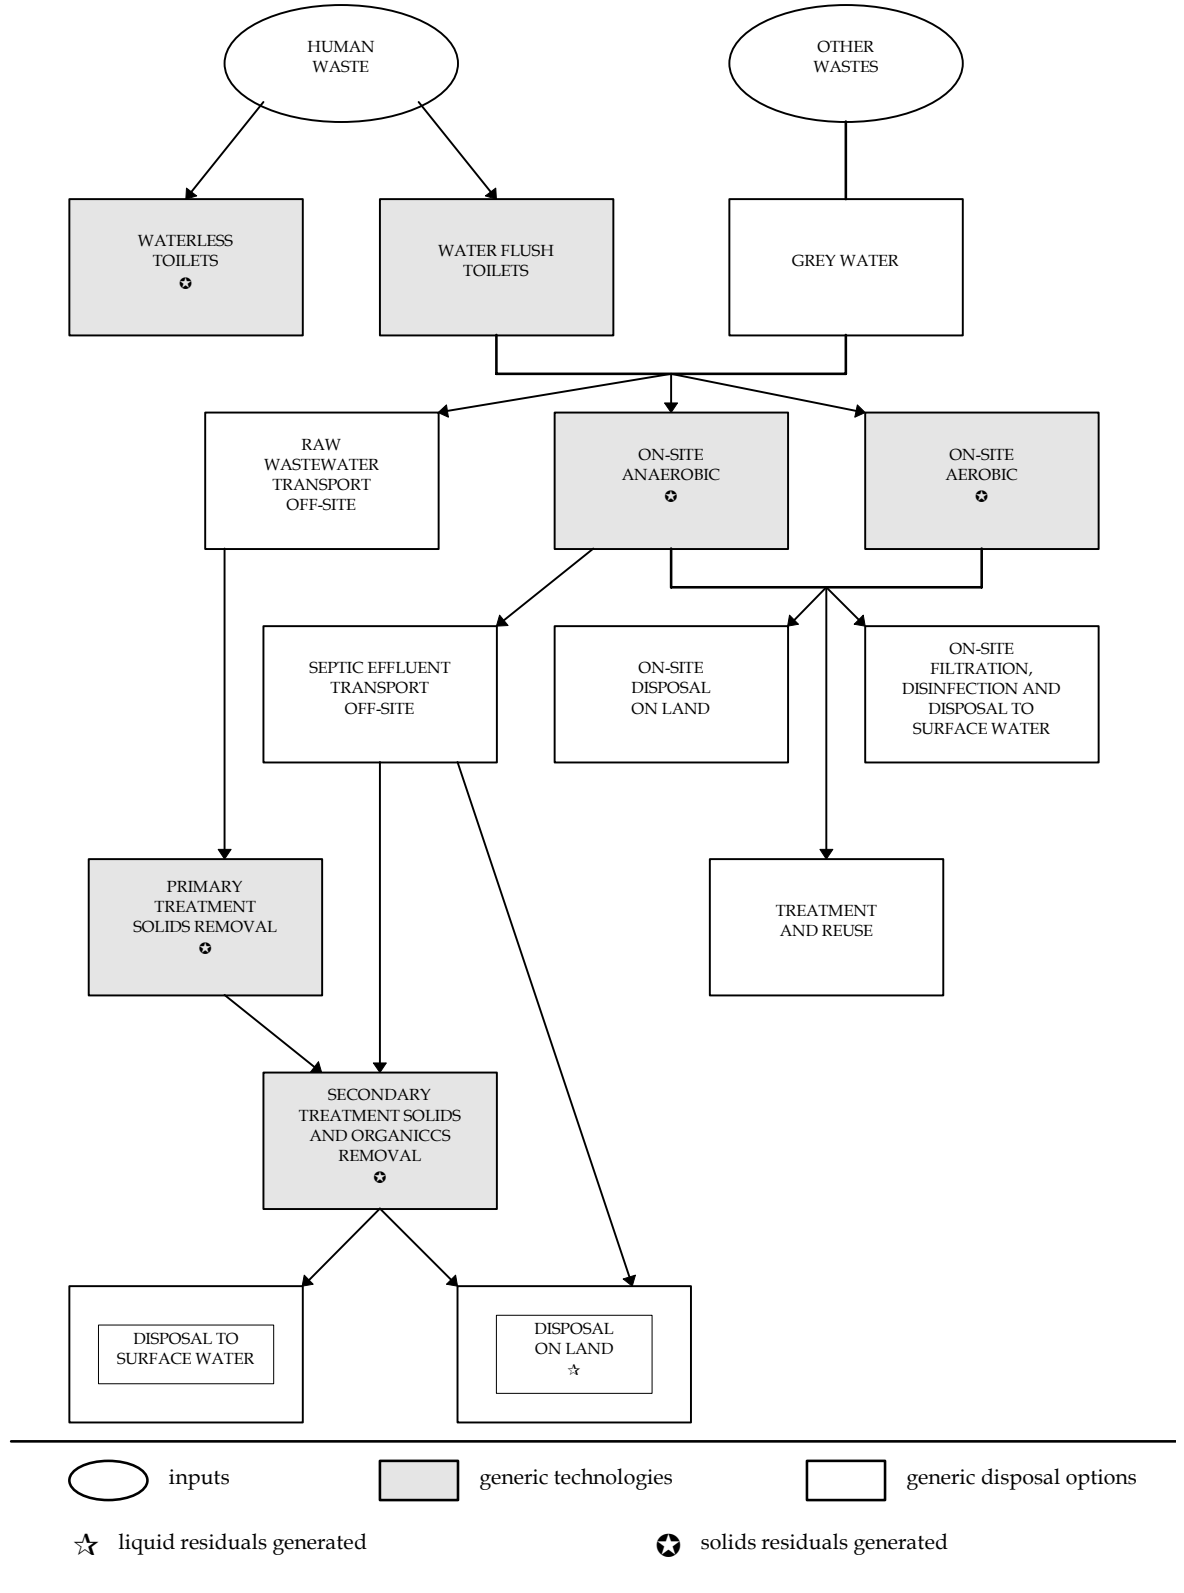 HUMAN
WASTE
OTHER
WASTES
WATERLESS
TOILETS
✪
WATER FLUSH
TOILETS
GREY WATER
RAW
WASTEWATER
TRANSPORT
OFF-SITE
ON-SITE
ANAEROBIC
✪
ON-SITE
AEROBIC
✪
SEPTIC EFFLUENT
TRANSPORT
OFF-SITE
ON-SITE
DISPOSAL
ON LAND
ON-SITE
FILTRATION,
DISINFECTION AND
DISPOSAL TO
SURFACE WATER
PRIMARY
TREATMENT
SOLIDS REMOVAL
✪
TREATMENT
AND REUSE
SECONDARY
TREATMENT SOLIDS
AND ORGANICCS
REMOVAL
✪
DISPOSAL TO
SURFACE WATER
DISPOSAL
ON LAND
✰
inputs
generic technologies
generic disposal options
✰ liquid residuals generated
✪ solids residuals generated